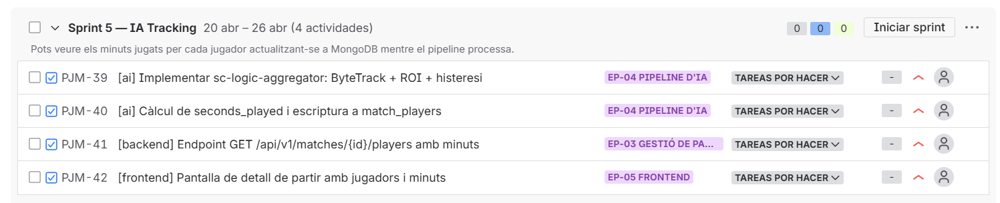 Sprint 5 — IA Tracking 20 abr – 26 abr (4 actividades) 0 0 0 Iniciar sprint
Pots veure els minuts jugats per cada jugador actualitzant-se a MongoDB mentre el pipeline processa.
PJM-39 [ai] Implementar sc-logic-aggregator: ByteTrack + ROI + histeresi EP-04 PIPELINE D'IA TAREAS POR HACER -
PJM-40 [ai] Càlcul de seconds_played i escriptura a match_players EP-04 PIPELINE D'IA TAREAS POR HACER -
PJM-41 [backend] Endpoint GET /api/v1/matches/{id}/players amb minuts EP-03 GESTIÓ DE PA... TAREAS POR HACER -
PJM-42 [frontend] Pantalla de detall de partir amb jugadors i minuts EP-05 FRONTEND TAREAS POR HACER -